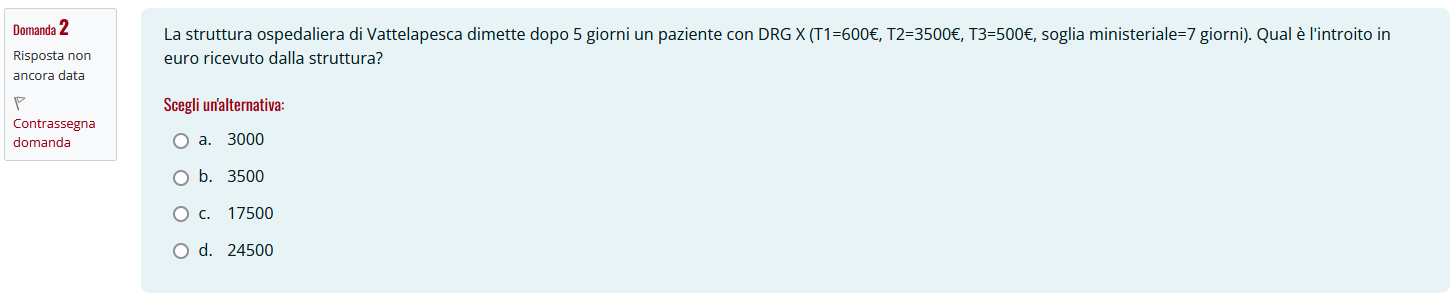 Domanda 2
Risposta non
ancora data
Contrassegna
domanda
La struttura ospedaliera di Vattelapesca dimette dopo 5 giorni un paziente con DRG X (T1=600€, T2=3500€, T3=500€, soglia ministeriale=7 giorni). Qual è l'introito in
euro ricevuto dalla struttura?
Scegli un'alternativa:
a. 3000
b. 3500
c. 17500
d. 24500